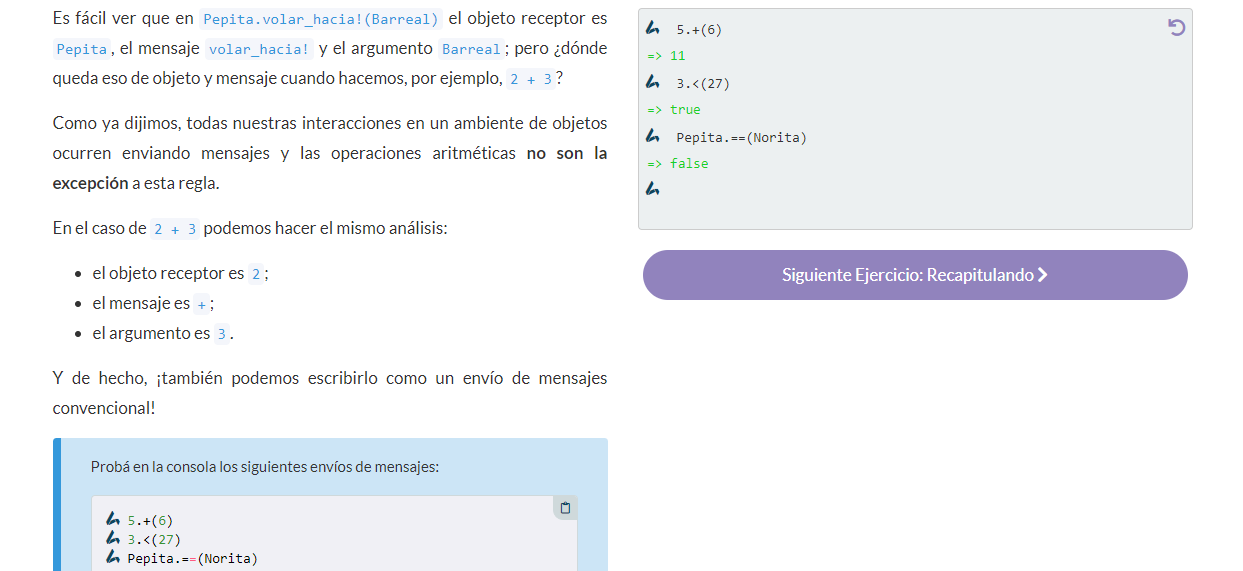 Es fácil ver que en Pepita.volar_hacia!(Barreal) el objeto receptor es
Pepita, el mensaje volar_hacia! y el argumento Barreal; pero ¿dónde
queda eso de objeto y mensaje cuando hacemos, por ejemplo, 2 + 3?
Como ya dijimos, todas nuestras interacciones en un ambiente de objetos
ocurren enviando mensajes y las operaciones aritméticas no son la
excepción a esta regla.
En el caso de 2 + 3 podemos hacer el mismo análisis:
• el objeto receptor es 2;
• el mensaje es +;
• el argumento es 3.
Y de hecho, ¡también podemos escribirlo como un envío de mensajes
convencional!
Probá en la consola los siguientes envíos de mensajes:
5.+(6)
3.<(27)
Pepita.==(Norita)
5.+(6)
=> 11
3.<(27)
=> true
Pepita.==(Norita)
=> false
Siguiente Ejercicio: Recapitulando